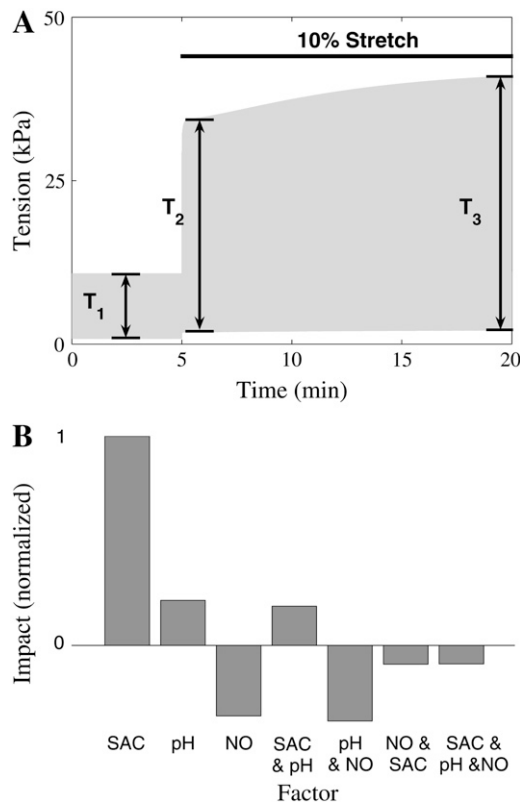 A
50
10% Stretch
Tension (kPa)
25
T2
T3
T1
0
0
5
10
15
20
Time (min)
B
1
Impact (normalized)
0
SAC
pH
NO
SAC
& pH
pH
& NO
NO &
SAC
SAC &
pH &NO
Factor